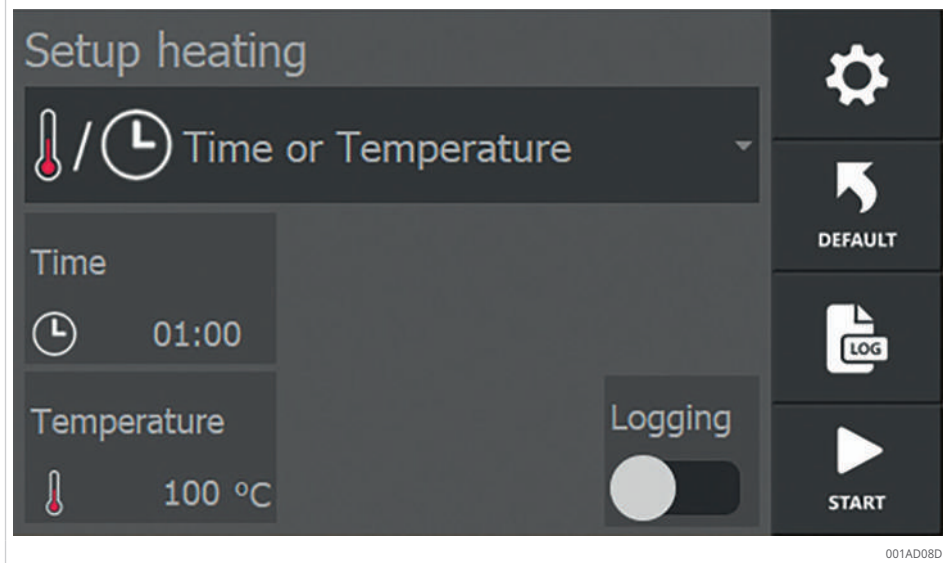 Setup heating
/ Time or Temperature
DEFAULT
Time
01:00
LOG
Temperature
100 °C
Logging
START
001AD08D